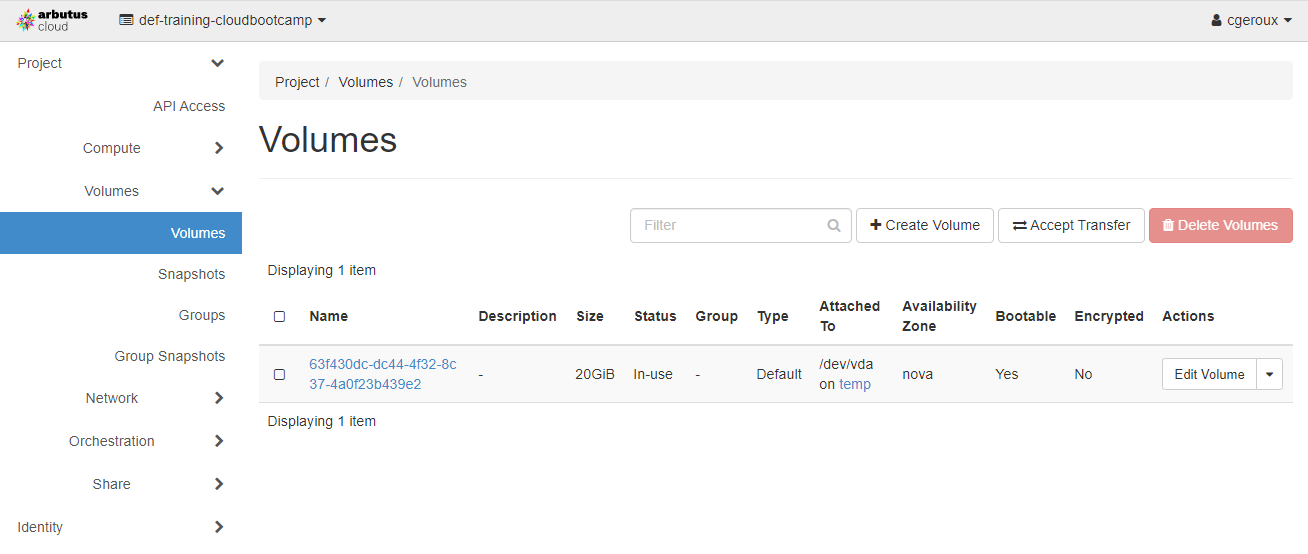 arbutus
cloud
def-training-cloudbootcamp
cgeroux
Project
API Access
Compute
Volumes
Volumes
Snapshots
Groups
Group Snapshots
Network
Orchestration
Share
Identity
Project / Volumes / Volumes
Volumes
Filter
Create Volume
Accept Transfer
Delete Volumes
Displaying 1 item
Name Description Size Status Group Type Attached To Availability Zone Bootable Encrypted Actions
63f430dc-dc44-4f32-8c
37-4a0f23b439e2
-
20GiB
In-use
-
Default
/dev/vda
on temp
nova
Yes
No
Edit Volume
Displaying 1 item